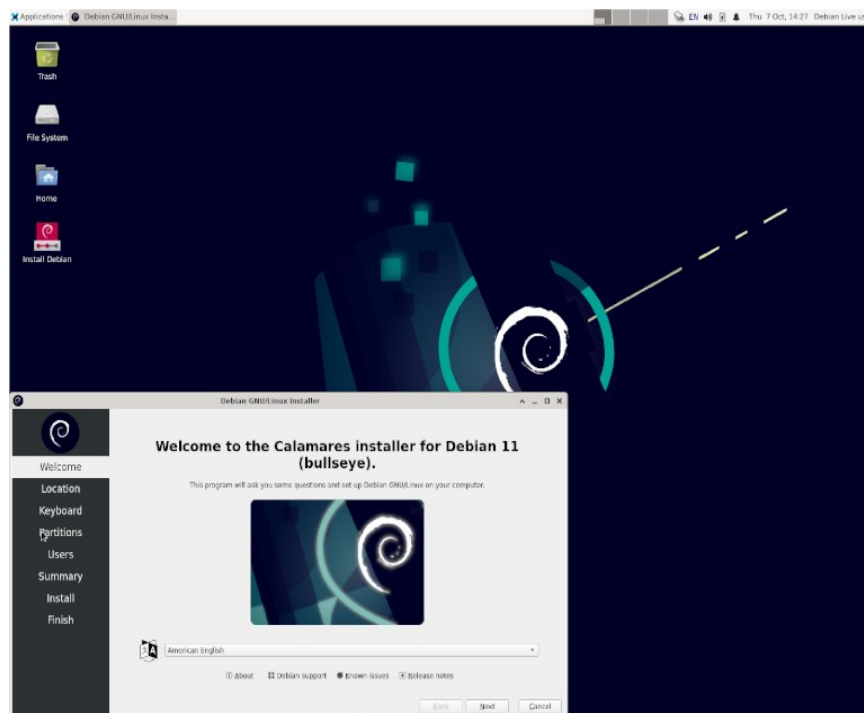 Applications
Debian GNU/Linux Insta...
EN
Thu 7 Oct, 14:27
Debian Live us
Trash
File System
Home
Install Debian
Debian GNU/Linux Installer
Welcome
Location
Keyboard
Partitions
Users
Summary
Install
Finish
Welcome to the Calamares installer for Debian 11
(bullseye).
This program will ask you some questions and set up Debian GNU/Linux on your computer.
American English
About
Debian support
Known issues
Release notes
Back
Next
Cancel